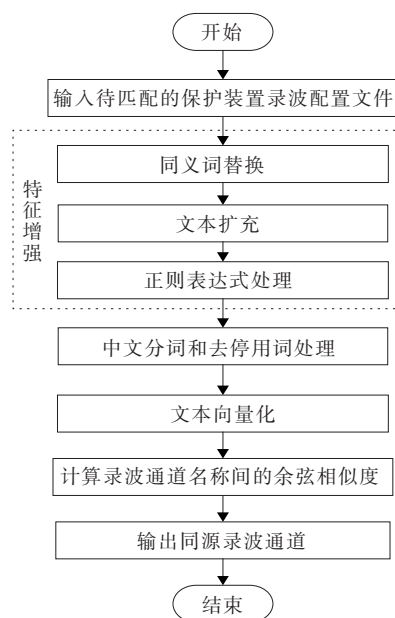 开始
输入待匹配的保护装置录波配置文件
特征增强
同义词替换
文本扩充
正则表达式处理
中文分词和去停用词处理
文本向量化
计算录波通道名称间的余弦相似度
输出同源录波通道
结束